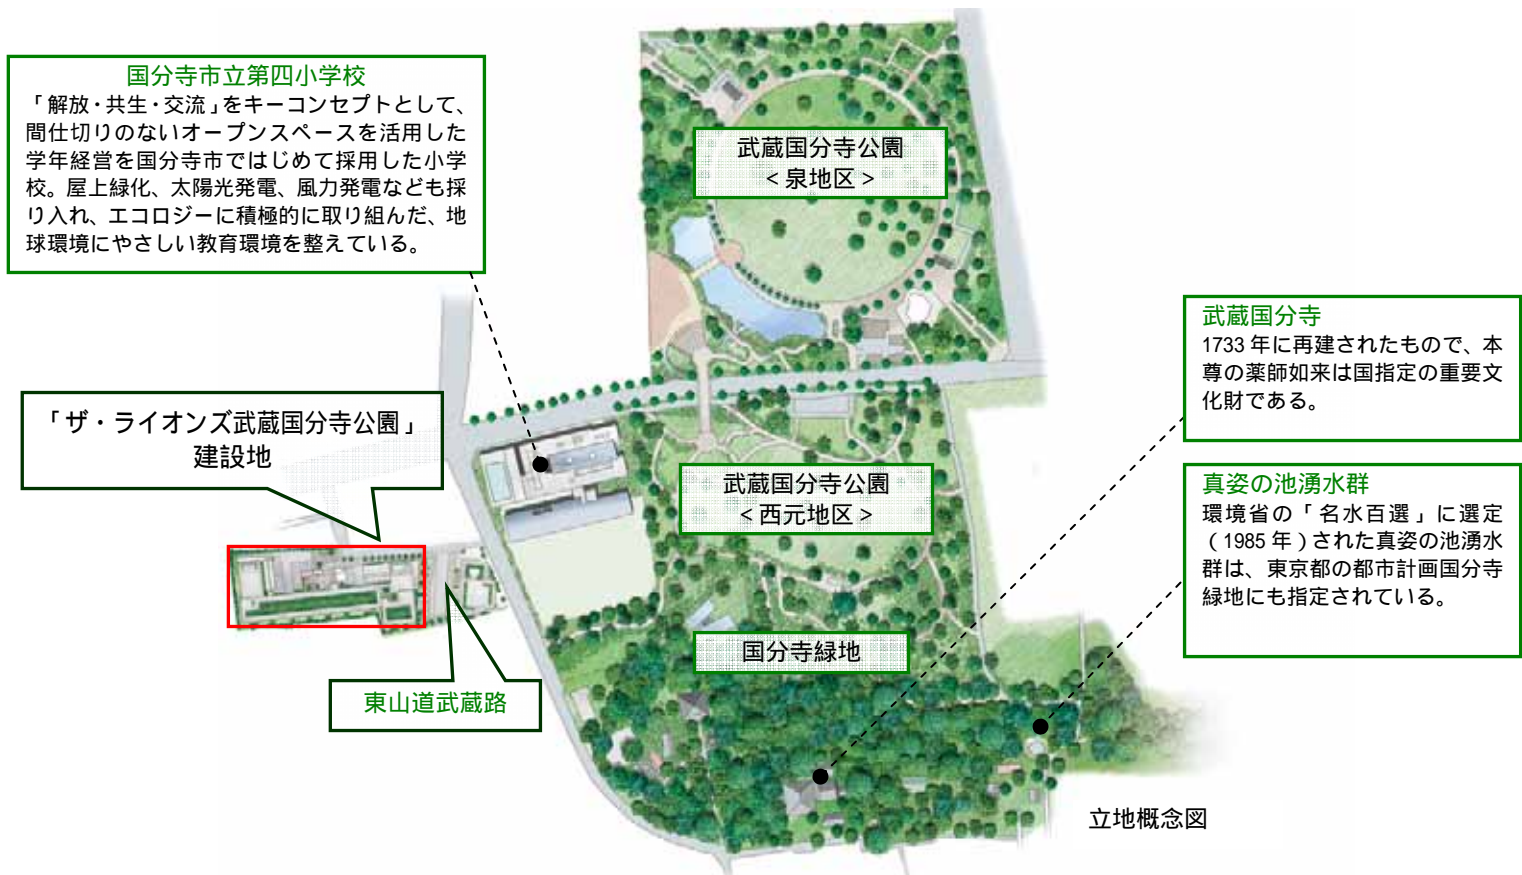 国分寺市立第四小学校
「解放・共生・交流」をキーコンセプトとして、
間仕切りのないオープンスペースを活用した
学年経営を国分寺市ではじめて採用した小学
校。屋上緑化、太陽光発電、風力発電なども採
り入れ、エコロジーに積極的に取り組んだ、地
球環境にやさしい教育環境を整えている。
武蔵国分寺公園
<泉地区>
武蔵国分寺
1733 年に再建されたもので、本
尊の薬師如来は国指定の重要文
化財である。
「ザ・ライオンズ武蔵国分寺公園」
建設地
武蔵国分寺公園
<西元地区>
真姿の池湧水群
環境省の「名水百選」に選定
(1985 年)された真姿の池湧水
群は、東京都の都市計画国分寺
緑地にも指定されている。
国分寺緑地
東山道武蔵路
立地概念図